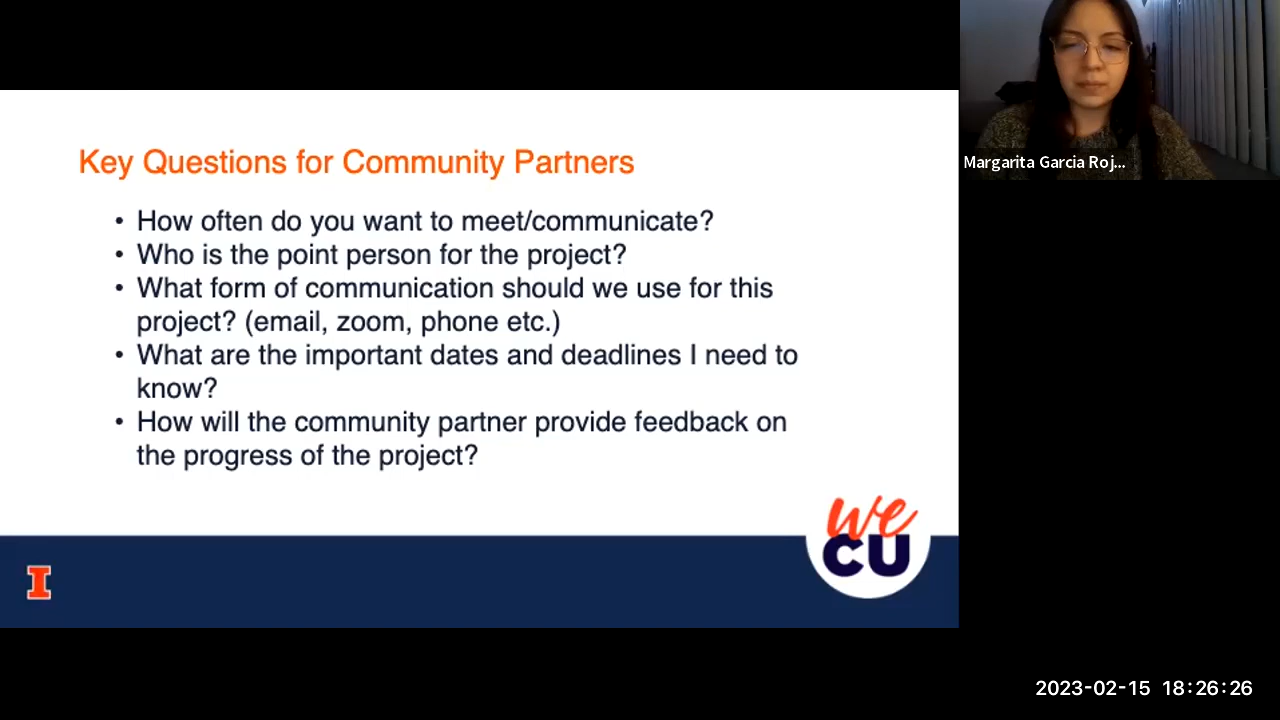 Key Questions for Community Partners
• How often do you want to meet/communicate?
• Who is the point person for the project?
• What form of communication should we use for this
project? (email, zoom, phone etc.)
• What are the important dates and deadlines I need to
know?
• How will the community partner provide feedback on
the progress of the project?
we
CU
I
Margarita Garcia Roj...
2023-02-15 18:26:26